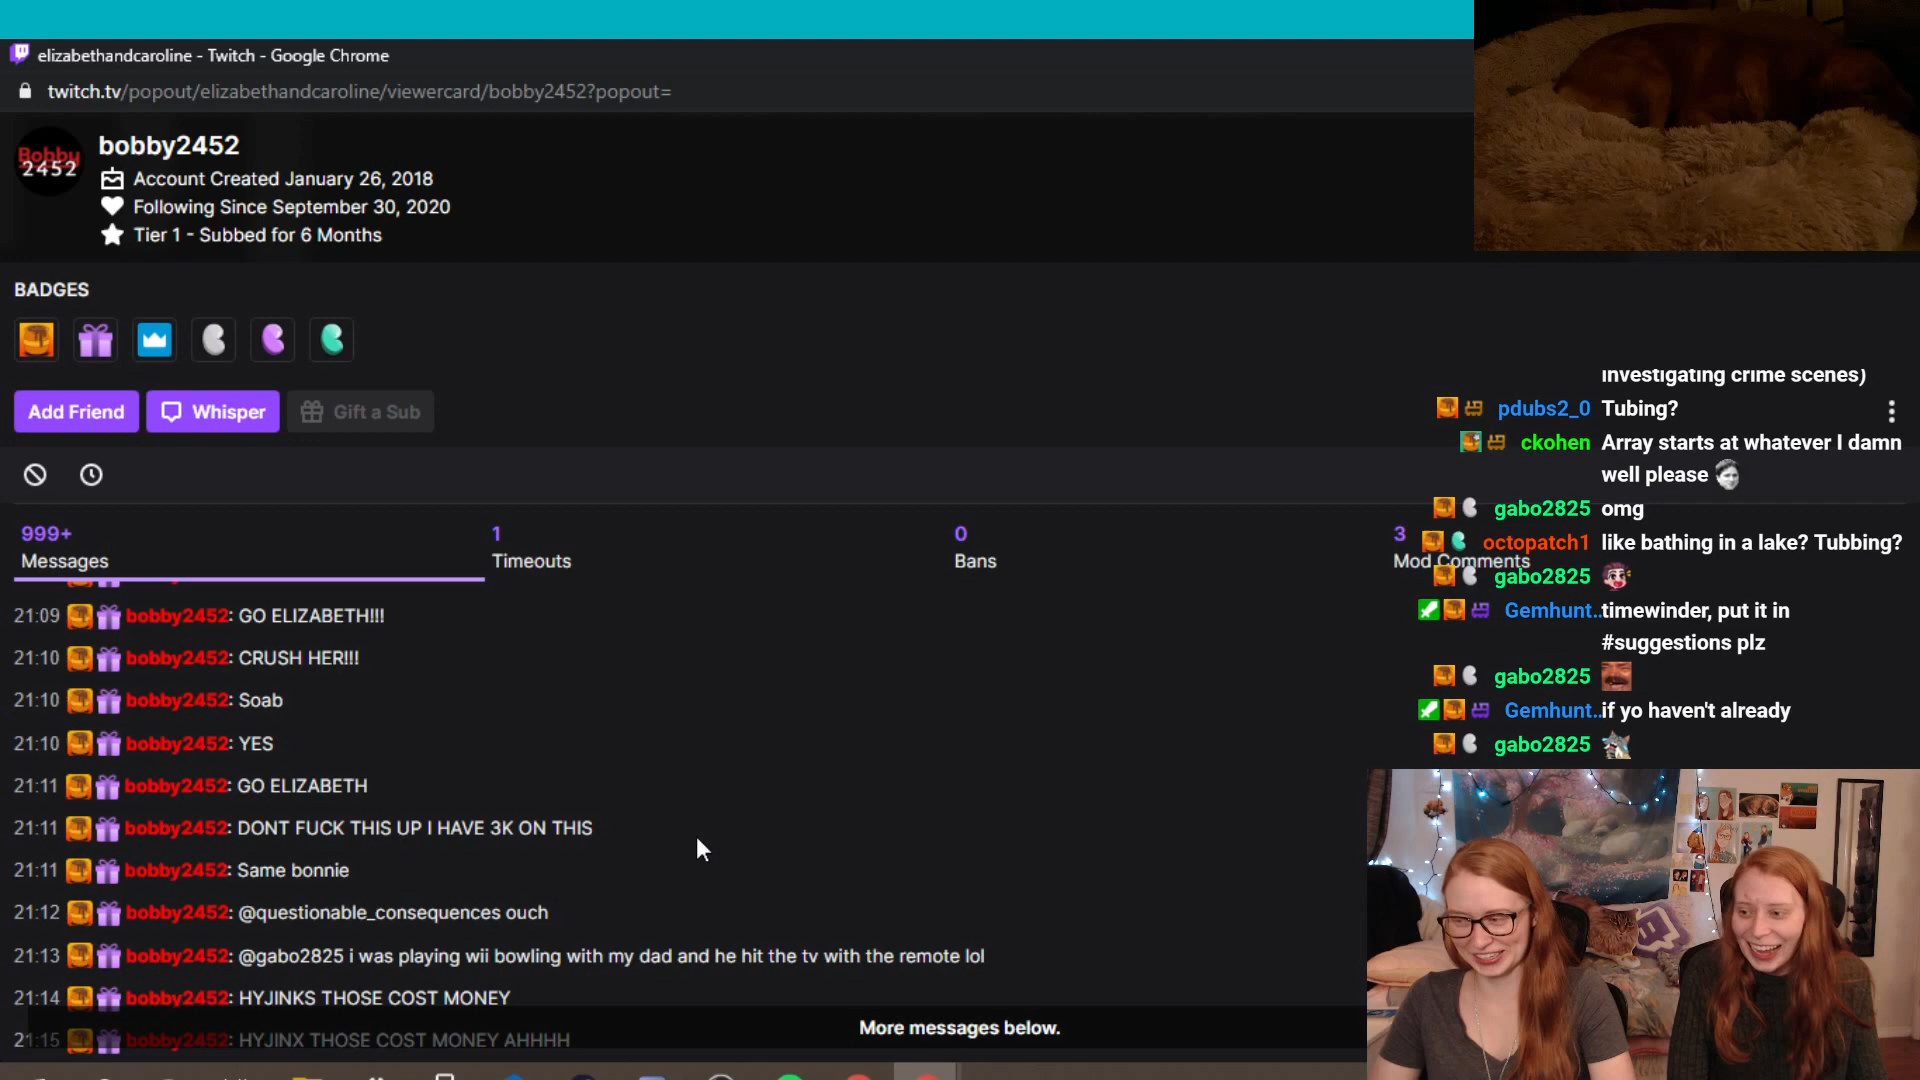 elizabethandcaroline - Twitch - Google Chrome
twitch.tv/popout/elizabethandcaroline/viewercard/bobby2452?popout=
Bobby
2452
bobby2452
Account Created January 26, 2018
Following Since September 30, 2020
Tier 1 - Subbed for 6 Months
BADGES
Add Friend
Whisper
Gift a Sub
999+
Messages
1
Timeouts
0
Bans
3
Mod Comments
21:09 bobby2452: GO ELIZABETH!!!
21:10 bobby2452: CRUSH HER!!!
21:10 bobby2452: Soab
21:10 bobby2452: YES
21:11 bobby2452: GO ELIZABETH
21:11 bobby2452: DONT FUCK THIS UP I HAVE 3K ON THIS
21:11 bobby2452: Same bonnie
21:12 bobby2452: @questionable_consequences ouch
21:13 bobby2452: @gabo2825 i was playing wii bowling with my dad and he hit the tv with the remote lol
21:14 bobby2452: HYJINKS THOSE COST MONEY
21:15 bobby2452: HYJINX THOSE COST MONEY AHHHH
More messages below.
investigating crime scenes)
pdubs2_0 Tubing?
ckohen Array starts at whatever I damn
well please
gabo2825 omg
octopatch1 like bathing in a lake? Tubbing?
gabo2825
Gemhunt.. timewinder, put it in
#suggestions plz
gabo2825
Gemhunt.. if yo haven't already
gabo2825